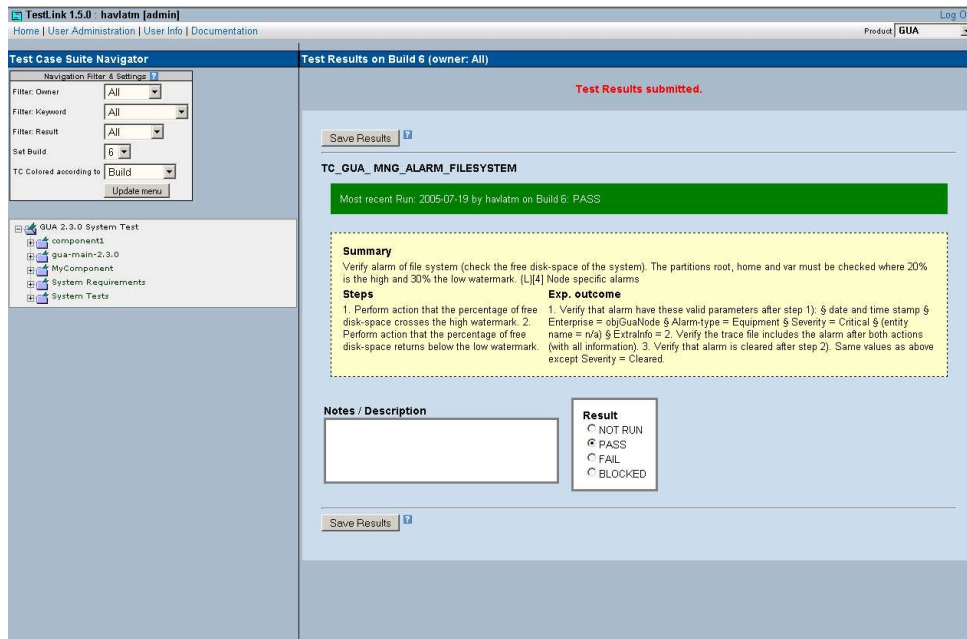 TestLink 1.5.0 : havlatm [admin]
Log O
Home | User Administration | User Info | Documentation
Product GUA
Test Case Suite Navigator
Navigation Filter & Settings ?
Filter: Owner All
Filter: Keyword All
Filter: Result All
Set Build 6
TC Colored according to Build
Update menu
GUA 2.3.0 System Test
component1
gua-main-2.3.0
MyComponent
System Requirements
System Tests
Test Results on Build 6 (owner: All)
Test Results submitted.
Save Results ?
TC_GUA_ MNG_ALARM_FILESYSTEM
Most recent Run: 2005-07-19 by havlatm on Build 6: PASS
Summary
Verify alarm of file system (check the free disk-space of the system). The partitions root, home and var must be checked where 20%
is the high and 30% the low watermark. {L}[4] Node specific alarms
Steps
1. Perform action that the percentage of free
disk-space crosses the high watermark. 2.
Perform action that the percentage of free
disk-space returns below the low watermark.
Exp. outcome
1. Verify that alarm have these valid parameters after step 1): § date and time stamp §
Enterprise = objGuaNode § Alarm-type = Equipment § Severity = Critical § (entity
name = n/a) § ExtraInfo = 2. Verify the trace file includes the alarm after both actions
(with all information). 3. Verify that alarm is cleared after step 2). Same values as above
except Severity = Cleared.
Notes / Description
Result
NOT RUN
PASS
FAIL
BLOCKED
Save Results ?